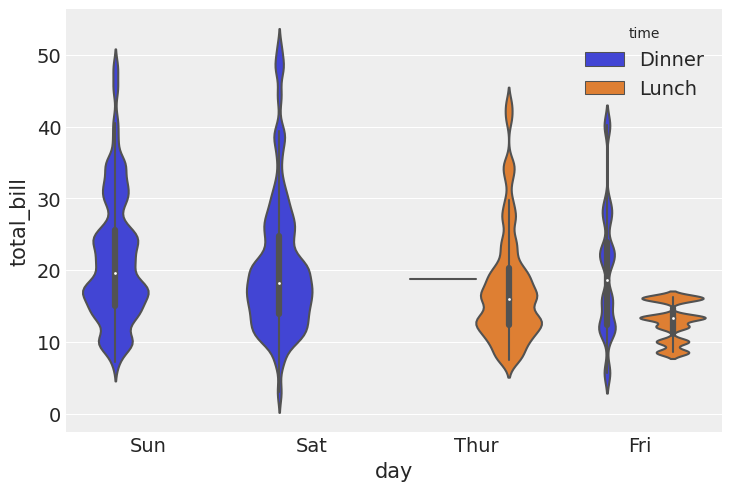 time
Dinner
Lunch
50
40
30
20
10
0
total_bill
Sun Sat Thur Fri
day